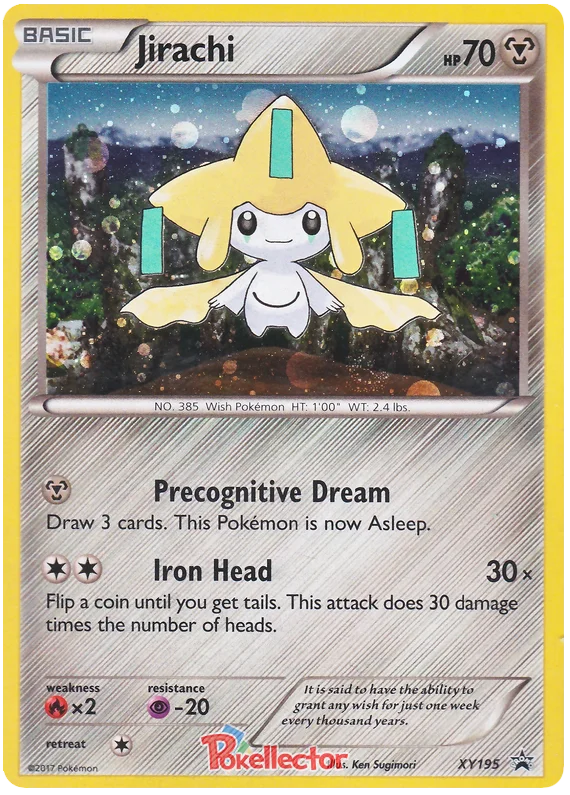 BASIC
Jirachi
HP70
NO. 385 Wish Pokémon HT: 1'00" WT: 2.4 lbs.
Precognitive Dream
Draw 3 cards. This Pokémon is now Asleep.
Iron Head 30×
Flip a coin until you get tails. This attack does 30 damage
times the number of heads.
weakness
×2
resistance
-20
It is said to have the ability to
grant any wish for just one week
every thousand years.
retreat
Pokellector
©2017 Pokémon
Illus. Ken Sugimori
XY195